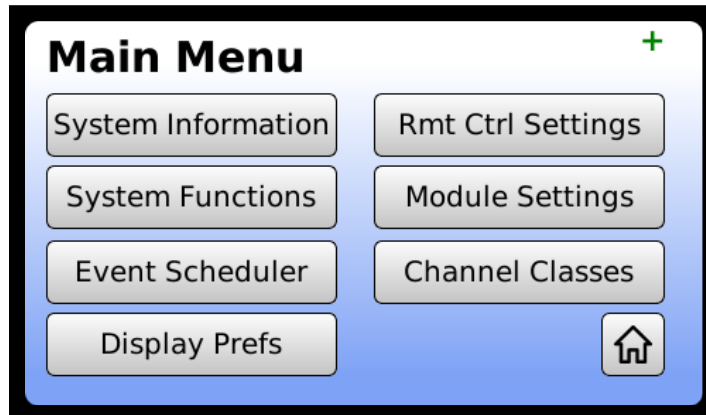 Main Menu
+
System Information
Rmt Ctrl Settings
System Functions
Module Settings
Event Scheduler
Channel Classes
Display Prefs